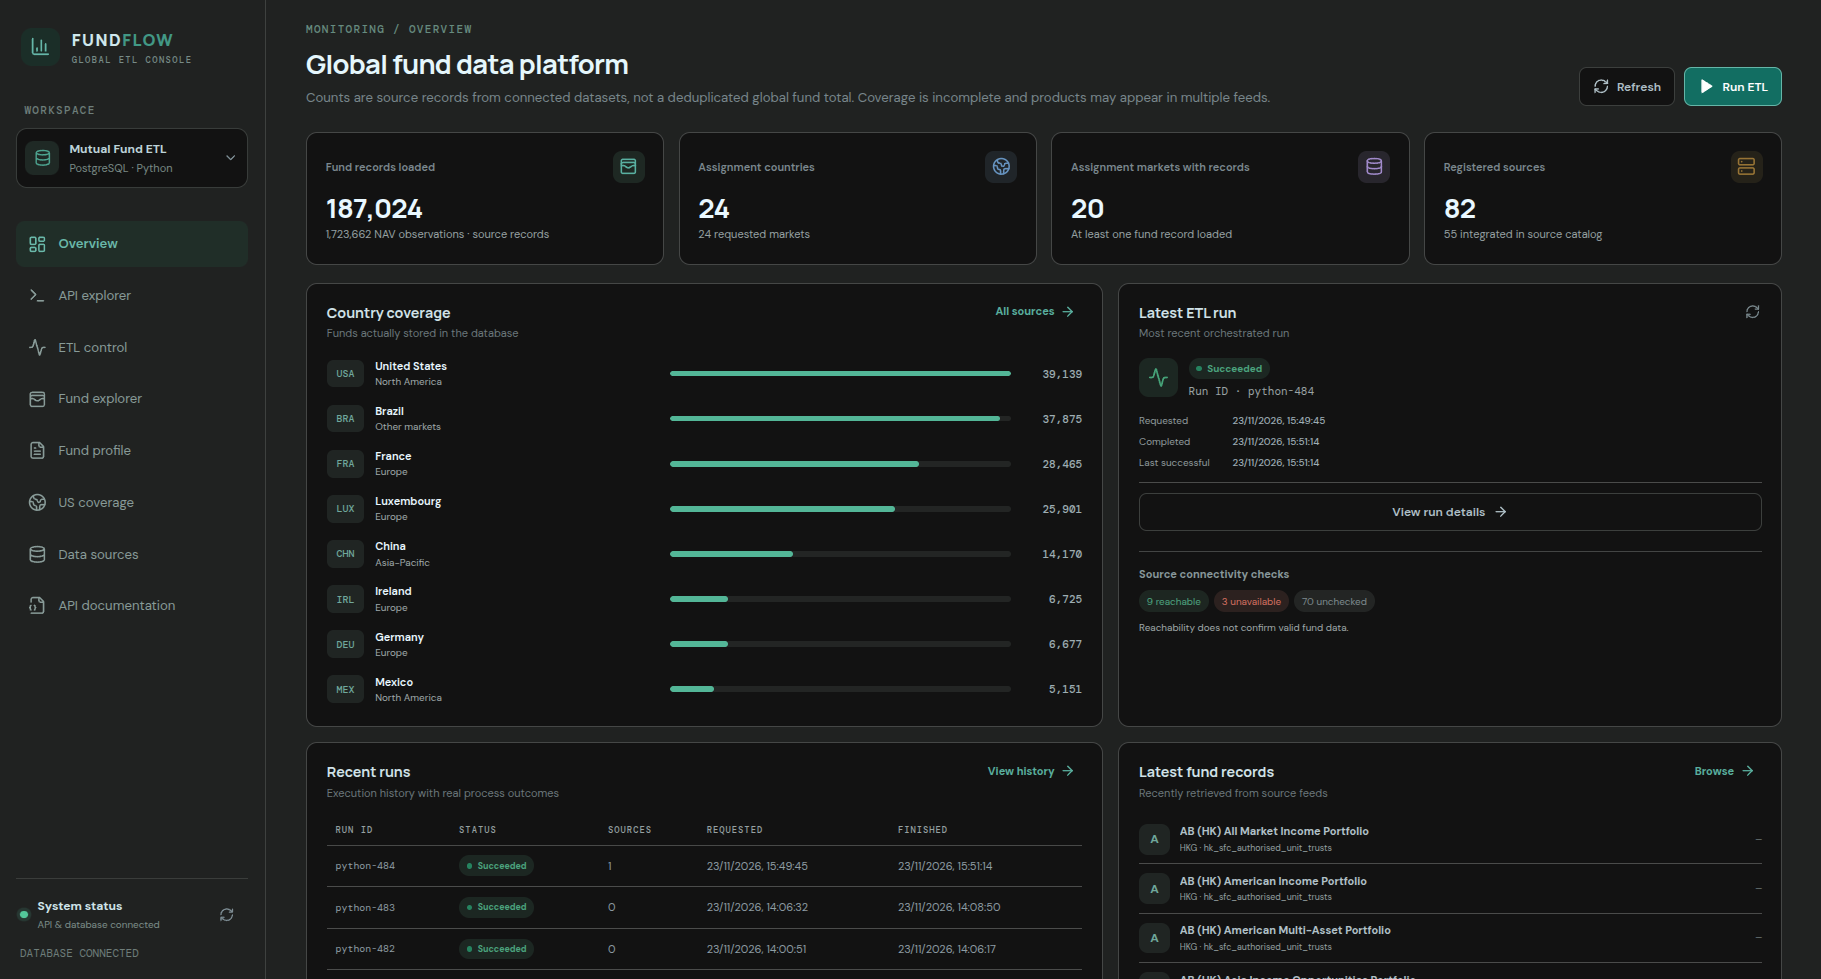 FUNDFLOW
GLOBAL ETL CONSOLE
WORKSPACE
Mutual Fund ETL
PostgreSQL · Python
Overview
API explorer
ETL control
Fund explorer
Fund profile
US coverage
Data sources
API documentation
System status
API & database connected
DATABASE CONNECTED
MONITORING / OVERVIEW
Global fund data platform
Counts are source records from connected datasets, not a deduplicated global fund total. Coverage is incomplete and products may appear in multiple feeds.
Refresh
Run ETL
Fund records loaded
187,024
1,723,662 NAV observations · source records
Assignment countries
24
24 requested markets
Assignment markets with records
20
At least one fund record loaded
Registered sources
82
55 integrated in source catalog
Country coverage
All sources →
Funds actually stored in the database
USA United States 39,139
North America
BRA Brazil 37,875
Other markets
FRA France 28,465
Europe
LUX Luxembourg 25,901
Europe
CHN China 14,170
Asia-Pacific
IRL Ireland 6,725
Europe
DEU Germany 6,677
Europe
MEX Mexico 5,151
North America
Latest ETL run
Most recent orchestrated run
Succeeded
Run ID · python-484
Requested 23/11/2026, 15:49:45
Completed 23/11/2026, 15:51:14
Last successful 23/11/2026, 15:51:14
View run details →
Source connectivity checks
9 reachable 3 unavailable 70 unchecked
Reachability does not confirm valid fund data.
Recent runs
View history →
Execution history with real process outcomes
RUN ID STATUS SOURCES REQUESTED FINISHED
python-484 Succeeded 1 23/11/2026, 15:49:45 23/11/2026, 15:51:14
python-483 Succeeded 0 23/11/2026, 14:06:32 23/11/2026, 14:08:50
python-482 Succeeded 0 23/11/2026, 14:00:51 23/11/2026, 14:06:17
Latest fund records
Browse →
Recently retrieved from source feeds
A AB (HK) All Market Income Portfolio –
HKG · hk_sfc_authorised_unit_trusts
A AB (HK) American Income Portfolio –
HKG · hk_sfc_authorised_unit_trusts
A AB (HK) American Multi-Asset Portfolio –
HKG · hk_sfc_authorised_unit_trusts